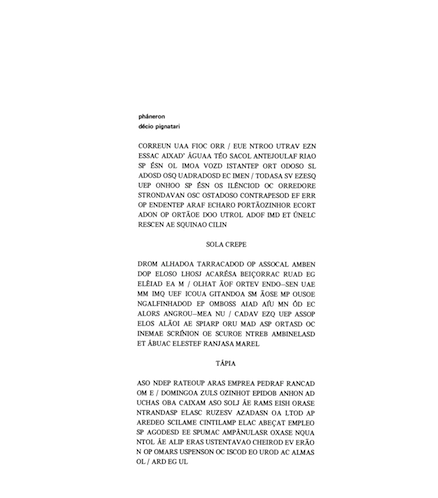 phâneron
décio pignatari
CORREUN UAA FIOC ORR / EUE NTROO UTRAV EZN
ESSAC AIXAD' ÁGUAA TÉO SACOL ANTEJOULAF RIAO
SP ÉSN OL IMOA VOZD ISTANTEP ORT ODOSO SL
ADOSD OSQ UADRADOSD EC IMEN / TODASA SV EZESQ
UEP ONHOO SP ÉSN OS ILÊNCIOD OC ORREDORE
STRONDAVAN OSC OSTADOSO CONTRAPESOD EF ERR
OP ENDENTEP ARAF ECHARO PORTÃOZINHOR ECORT
ADON OP ORTÃOE DOO UTROL ADOF IMD ET ÚNELC
RESCEN AE SQUINAO CILIN
SOLA CREPE
DROM ALHADOA TARRACADOD OP ASSOCAL AMBEN
DOP ELOSO LHOSJ ACARÉSA BEIÇORRAC RUAD EG
ELÉIAD EA M / OLHAT ÃOF ORTEV ENDO–SEN UAE
MM IMQ UEF ICOUA GITANDOA SM ÃOSE MP OUSOE
NGALFINHADOD EP OMBOSS AIAD AÍU MN ÓD EC
ALORS ANGROU–MEA NU / CADAV EZQ UEP ASSOP
ELOS ALÃOI AE SPIARP ORU MAD ASP ORTASD OC
INEMAE SCRÍNION OE SCUROE NTREB AMBINELASD
ET ÁBUAC ELESTEF RANJASA MAREL
TÁPIA
ASO NDEP RATEOUP ARAS EMPREA PEDRAF RANCAD
OM E / DOMINGOA ZULS OZINHOT EPIDOB ANHON AD
UCHAS OBA CAIXAM ASO SOLJ ÁE RAMS EISH ORASE
NTRANDASP ELASC RUZESV AZADASN OA LTOD AP
AREDEO SCILAME CINTILAMP ELAC ABEÇAT EMPLEO
SP AGODESD EE SPUMAC AMPÂNULASR OXASE NQUA
NTOL ÁE ALIP ERAS USTENTAVAO CHEIROD EV ERÃO
N OP OMARS USPENSON OC ISCOD EO UROD AC ALMAS
OL / ARD EG UL